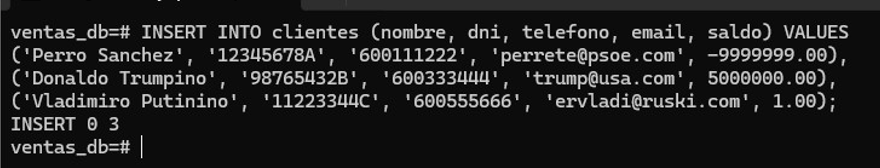 ventas_db=# INSERT INTO clientes (nombre, dni, telefono, email, saldo) VALUES
('Perro Sanchez', '12345678A', '600111222', 'perrete@psoe.com', -9999999.00),
('Donaldo Trumpino', '98765432B', '600333444', 'trump@usa.com', 5000000.00),
('Vladimiro Putinino', '11223344C', '600555666', 'ervladi@ruski.com', 1.00);
INSERT 0 3
ventas_db=#